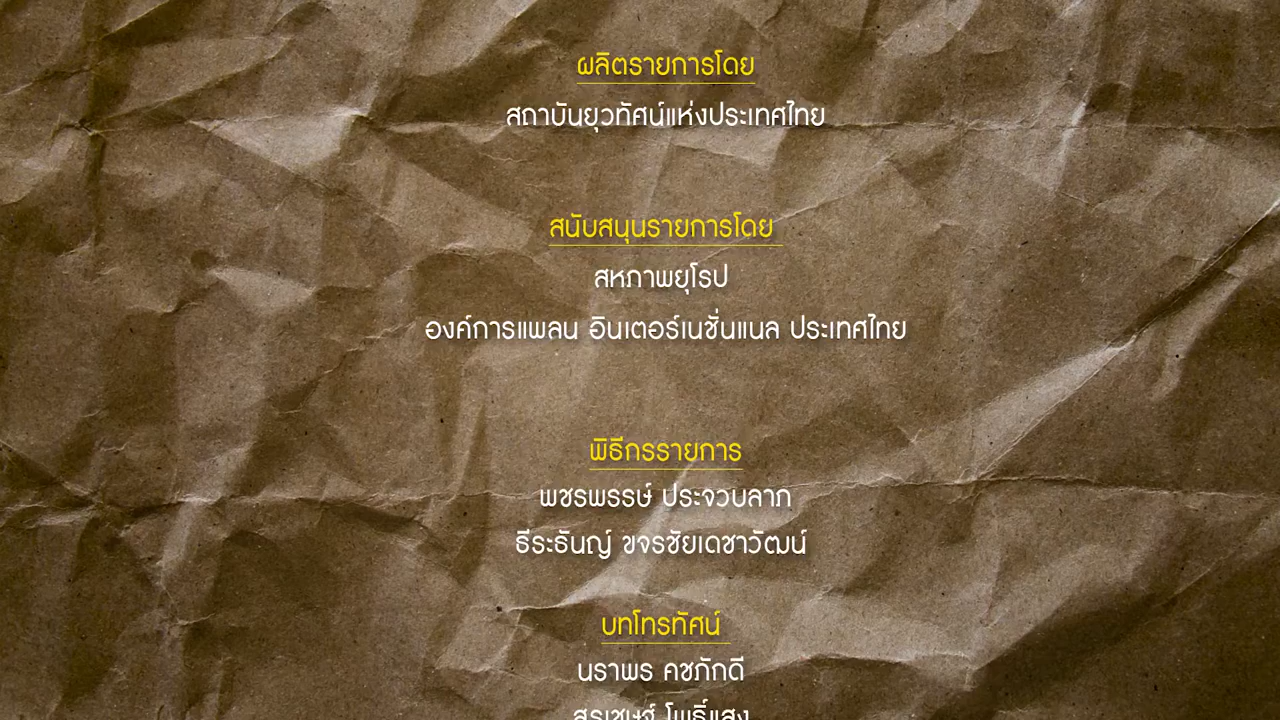 ผลิตรายการโดย
สถาบันยุวทัศน์แห่งประเทศไทย
สนับสนุนรายการโดย
สหภาพยุโรป
องค์การแพลน อินเตอร์เนชั่นแนล ประเทศไทย
พิธีกรรายการ
พชรพรรษ์ ประจวบลาภ
ธีระธันญ์ ขจรชัยเดชาวัฒน์
บทโทรทัศน์
นราพร คชภักดี